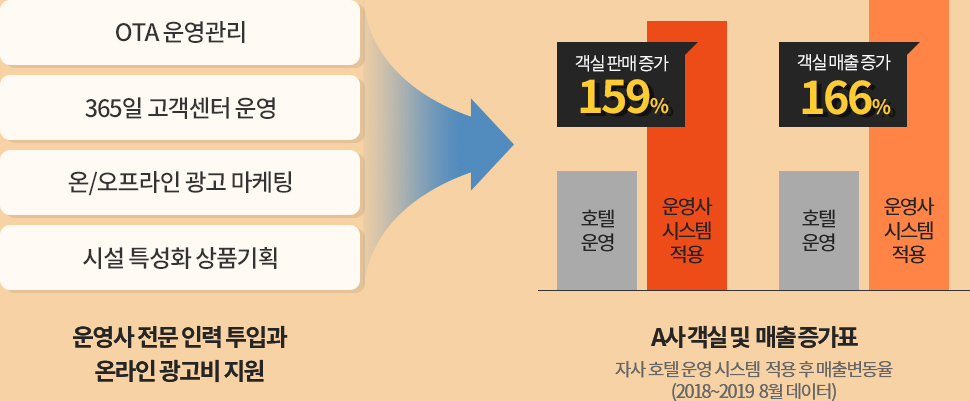 OTA 운영관리
365일 고객센터 운영
온/오프라인 광고 마케팅
시설 특성화 상품기획
운영사 전문 인력 투입과
온라인 광고비 지원
객실 판매 증가
159%
호텔
운영
운영사
시스템
적용
객실 매출 증가
166%
호텔
운영
운영사
시스템
적용
A사 객실 및 매출 증가표
자사 호텔 운영 시스템 적용 후 매출변동율
(2018~2019 8월 데이터)